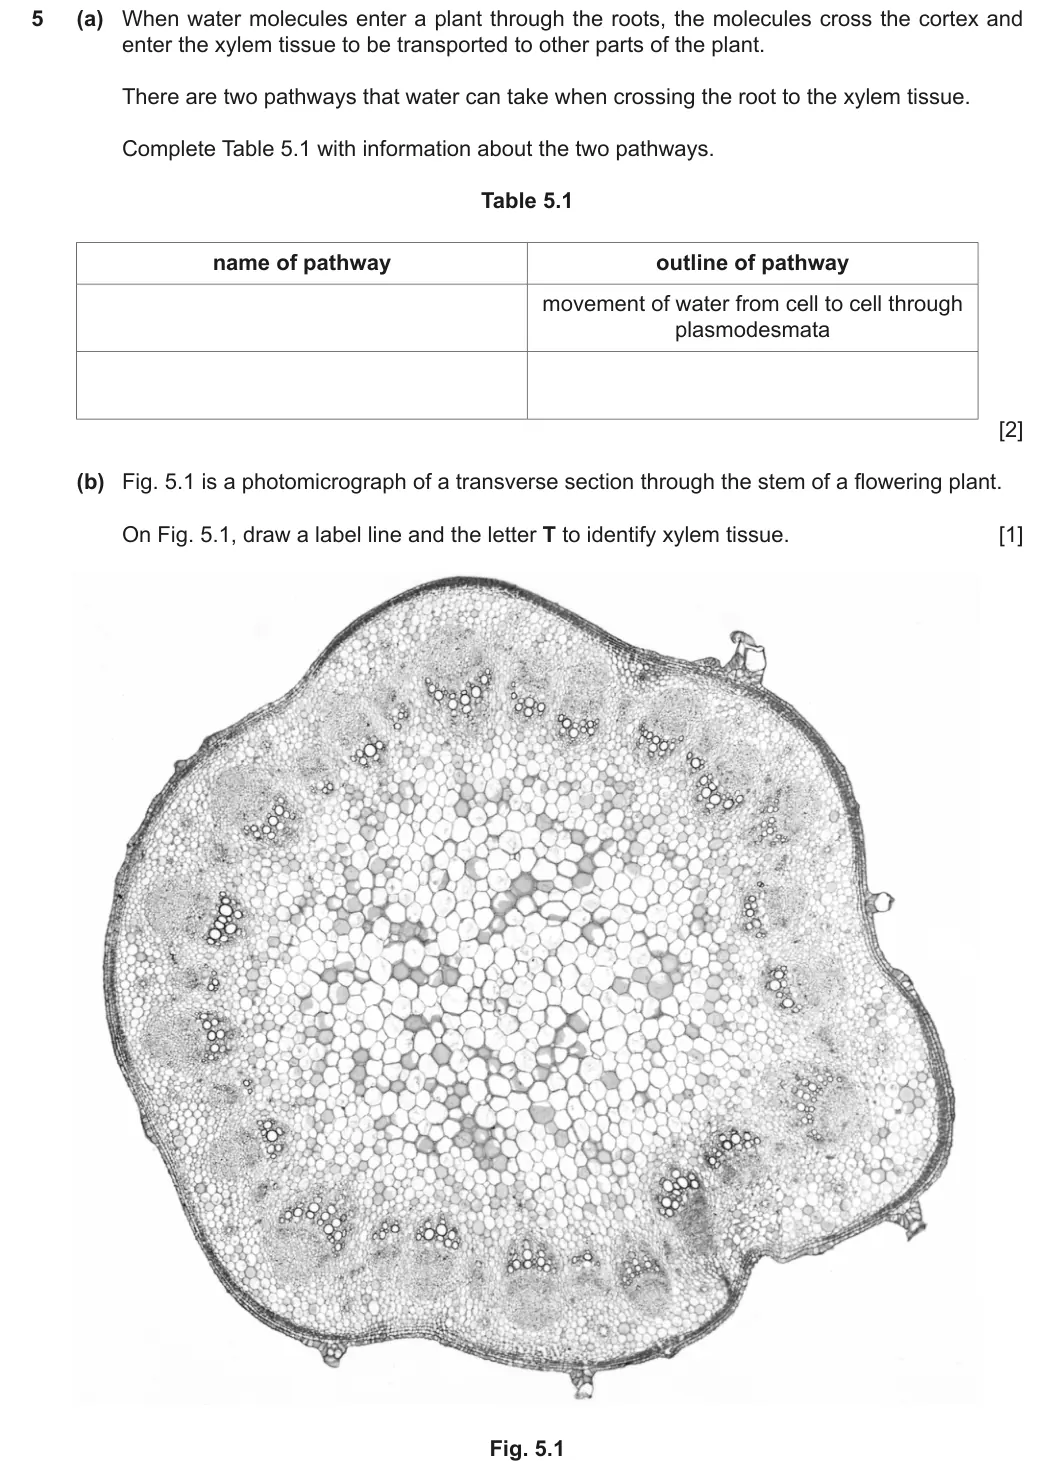 5 (a) When water molecules enter a plant through the roots, the molecules cross the cortex and
enter the xylem tissue to be transported to other parts of the plant.
There are two pathways that water can take when crossing the root to the xylem tissue.
Complete Table 5.1 with information about the two pathways.
Table 5.1
name of pathway outline of pathway
movement of water from cell to cell through
plasmodesmata
[2]
(b) Fig. 5.1 is a photomicrograph of a transverse section through the stem of a flowering plant.
On Fig. 5.1, draw a label line and the letter T to identify xylem tissue. [1]
Fig. 5.1